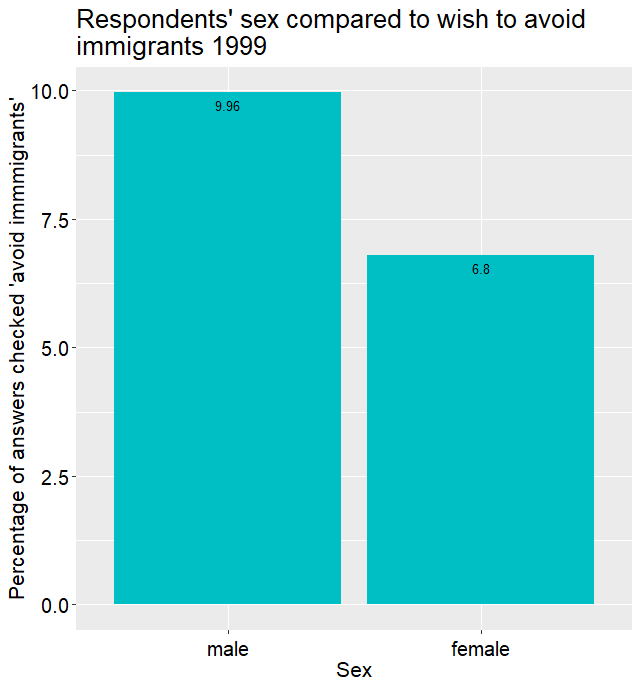 Respondents' sex compared to wish to avoid
immigrants 1999
Percentage of answers checked 'avoid immmigrants'
10.0
7.5
5.0
2.5
0.0
9.96
6.8
male
female
Sex